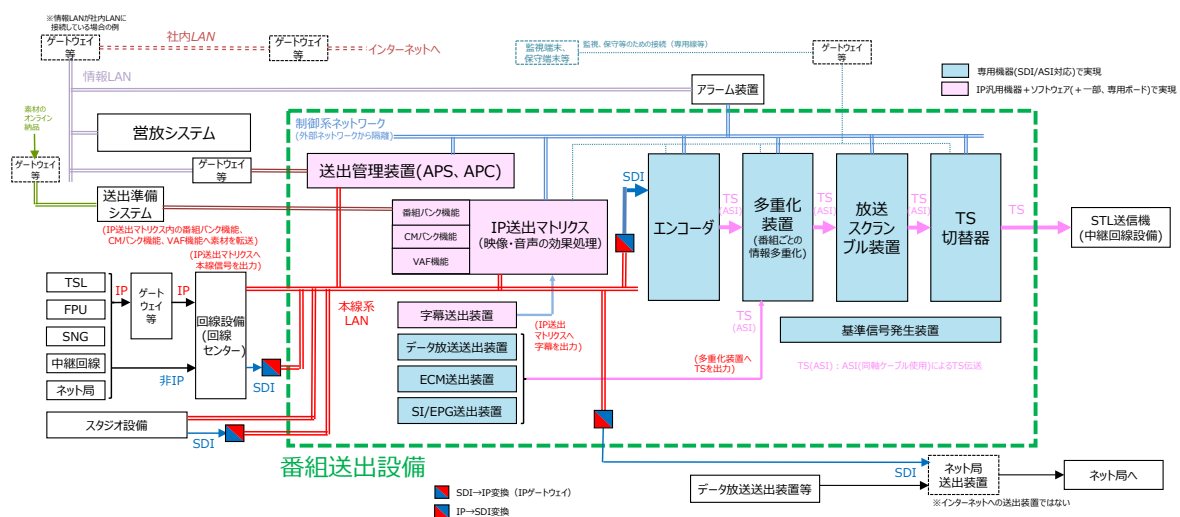 ※情報LANが社内LANに
接続している場合の例
ゲートウェイ
等
社内LAN
ゲートウェイ
等
インターネットへ
監視端末、
保守端末等
監視、保守等のための接続（専用線等）
ゲートウェイ
等
専用機器(SDI/ASI対応)で実現
IP汎用機器＋ソフトウェア(＋一部、専用ボード)で実現
情報LAN
アラーム装置
素材の
オンライン
納品
営放システム
制御系ネットワーク
(外部ネットワークから隔離)
ゲートウェイ
等
ゲートウェイ
等
送出管理装置(APS、APC)
送出準備
システム
(IP送出マトリクス内の番組バンク機能、
CMバンク機能、VAF機能へ素材を転送)
(IP送出マトリクスへ
本線信号を出力)
番組バンク機能
CMバンク機能
VAF機能
IP送出マトリクス
(映像・音声の効果処理)
SDI
エンコーダ
TS
(ASI)
多重化
装置
(番組ごとの
情報多重化)
TS
(ASI)
放送
スクラン
ブル装置
TS
(ASI)
TS
切替器
TS
STL送信機
(中継回線設備)
TSL
FPU
SNG
中継回線
ネット局
IP
ゲート
ウェイ
等
IP
回線設備
(回線
センター)
非IP
SDI
本線系
LAN
字幕送出装置
(IP送出
マトリクスへ
字幕を出力)
データ放送送出装置
ECM送出装置
SI/EPG送出装置
TS
(ASI)
(多重化装置へ
TSを出力)
基準信号発生装置
TS(ASI)：ASI(同軸ケーブル使用)によるTS伝送
スタジオ設備
SDI
番組送出設備
SDI→IP変換（IPゲートウェイ）
IP→SDI変換
SDI
データ放送送出装置等
ネット局
送出装置
※インターネットへの送出装置ではない
ネット局へ